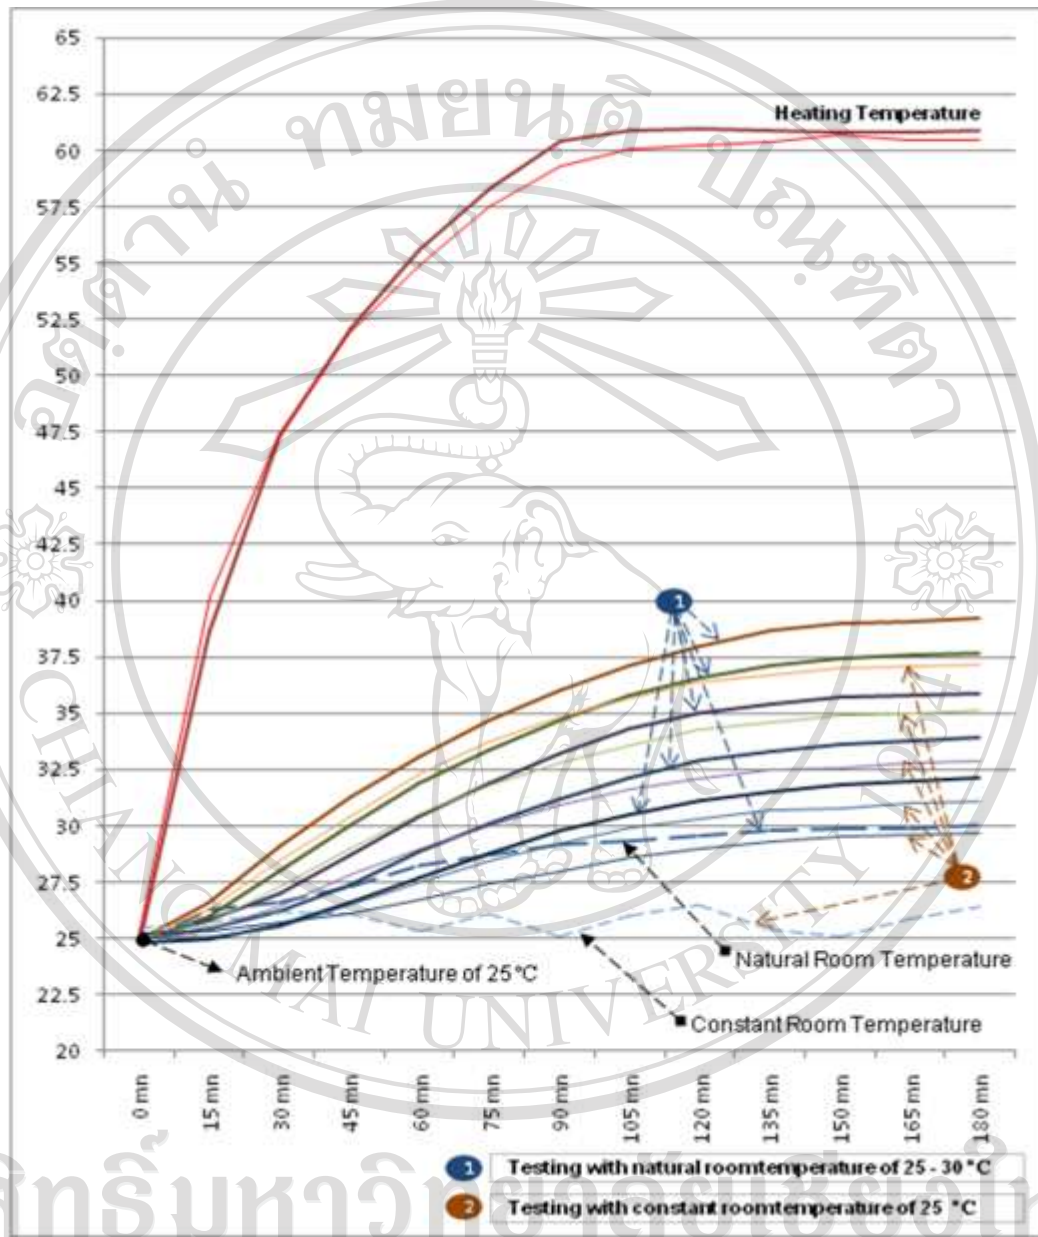 65
62.5
60
57.5
55
52.5
50
47.5
45
42.5
40
37.5
35
32.5
30
27.5
25
22.5
20
Heating Temperature
1
2
Ambient Temperature of 25°C
Natural Room Temperature
Constant Room Temperature
0 mn
15 mn
30 mn
45 mn
60 mn
75 mn
90 mn
105 mn
120 mn
135 mn
150 mn
165 mn
180 mn
1 Testing with natural roomtemperature of 25 - 30 °C
2 Testing with constant roomtemperature of 25 °C
CHIANG MAI UNIVERSITY 1964